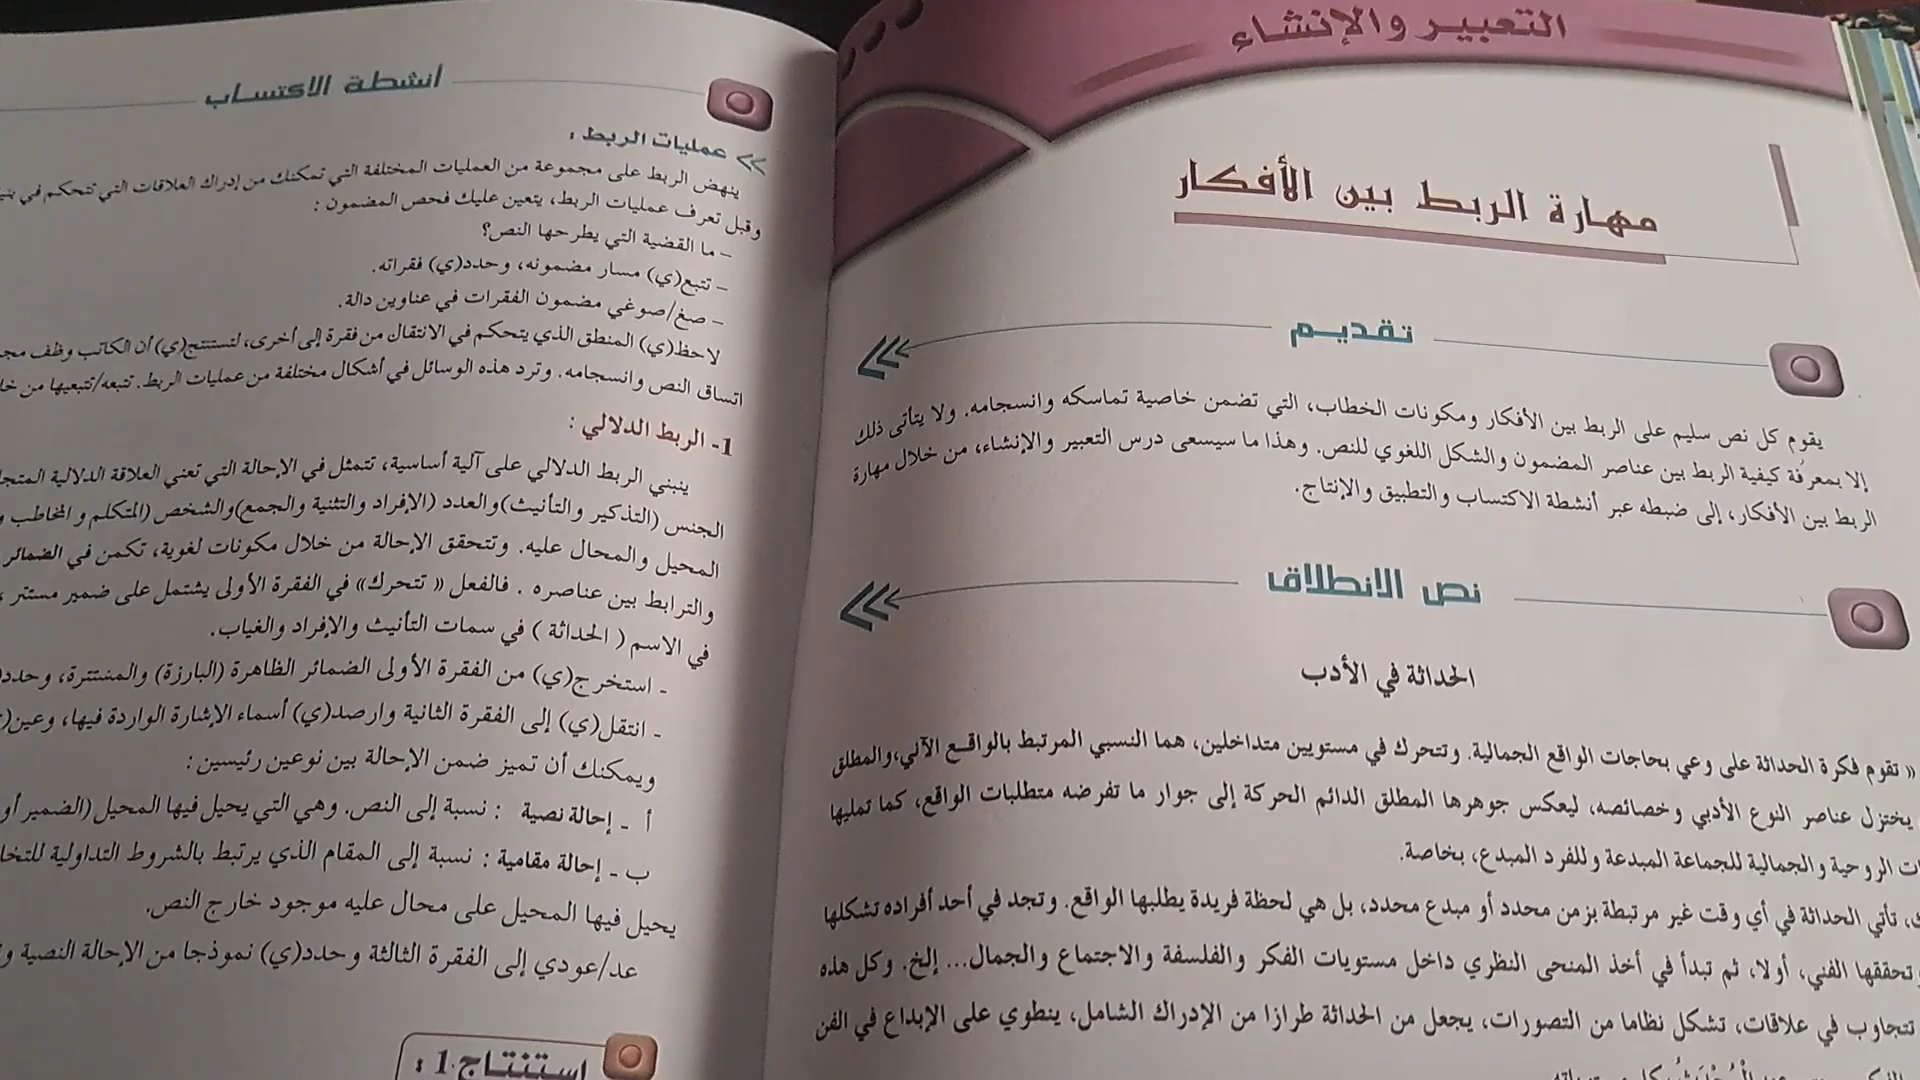 التعبير والإنشاء
مهارة الربط بين الأفكار
تقديم
يقوم كل نص سليم على الربط بين الأفكار ومكونات الخطاب، التي تضمن خاصية تماسكه وانسجامه. ولا يتأتى ذلك
إلا بمعرفة كيفية الربط بين عناصر المضمون والشكل اللغوي للنص. وهذا ما سيسعى درس التعبير والإنشاء، من خلال مهارة
الربط بين الأفكار، إلى ضبطه عبر أنشطة الاكتساب والتطبيق والإنتاج.
نص الانطلاق
الحداثة في الأدب
« تقوم فكرة الحداثة على وعي بحاجات الواقع الجمالية. وتتحرك في مستويين متداخلين، هما النسبي المرتبط بالواقع الآني، والمطلق
يختزل عناصر النوع الأدبي وخصائصه، ليعكس جوهرها المطلق الدائم الحركة إلى جوار ما تفرضه متطلبات الواقع، كما تمليها
الروحية والجمالية للجماعة المبدعة وللفرد المبدع، بخاصة.
تأتي الحداثة في أي وقت غير مرتبطة بزمن محدد أو مبدع محدد، بل هي لحظة فريدة يطلبها الواقع. وتجد في أحد أفراده تشكلها
وتحققها الفني، أولا، ثم تبدأ في أخذ المنحى النظري داخل مستويات الفكر والفلسفة والاجتماع والجمال... إلخ. وكل هذه
تتجاوب في علاقات، تشكل نظاما من التصورات، يجعل من الحداثة طرازا من الإدراك الشامل، ينطوي على الإبداع في الفن
أنشطة الاكتساب
عمليات الربط :
ينهض الربط على مجموعة من العمليات المختلفة التي تمكنك من إدراك العلاقات التي تتحكم في
وقبل تعرف عمليات الربط، يتعين عليك فحص المضمون :
- ما القضية التي يطرحها النص؟
- تتبع(ي) مسار مضمونه، وحدد(ي) فقراته.
- صغ/صوغي مضمون الفقرات في عناوين دالة.
لاحظ(ي) المنطق الذي يتحكم في الانتقال من فقرة إلى أخرى، لتستنتج(ي) أن الكاتب وظف
اتساق النص وانسجامه. وترد هذه الوسائل في أشكال مختلفة من عمليات الربط. تتبعه/تتبعيها من
1- الربط الدلالي :
ينبني الربط الدلالي على آلية أساسية، تتمثل في الإحالة التي تعني العلاقة الدلالية
الجنس (التذكير والتأنيث)والعدد (الإفراد والتثنية والجمع)والشخص (المتكلم و المخاطب و
المحيل والمحال عليه. وتتحقق الإحالة من خلال مكونات لغوية، تكمن في الضمائر
والترابط بين عناصره . فالفعل « تتحرك» في الفقرة الأولى يشتمل على ضمير مستتر ،
في الاسم ( الحداثة ) في سمات التأنيث والإفراد والغياب.
- استخرج(ي) من الفقرة الأولى الضمائر الظاهرة (البارزة) والمستترة، وحدد
- انتقل(ي) إلى الفقرة الثانية وارصد(ي) أسماء الإشارة الواردة فيها، وعين(
ويمكنك أن تميز ضمن الإحالة بين نوعين رئيسين :
أ - إحالة نصية : نسبة إلى النص. وهي التي يحيل فيها المحيل (الضمير أو
ب - إحالة مقامية : نسبة إلى المقام الذي يرتبط بالشروط التداولية
يحيل فيها المحيل على محال عليه موجود خارج النص.
عد/عودي إلى الفقرة الثالثة وحدد(ي) نموذجا من الإحالة النصية و
استنتاج 1 :